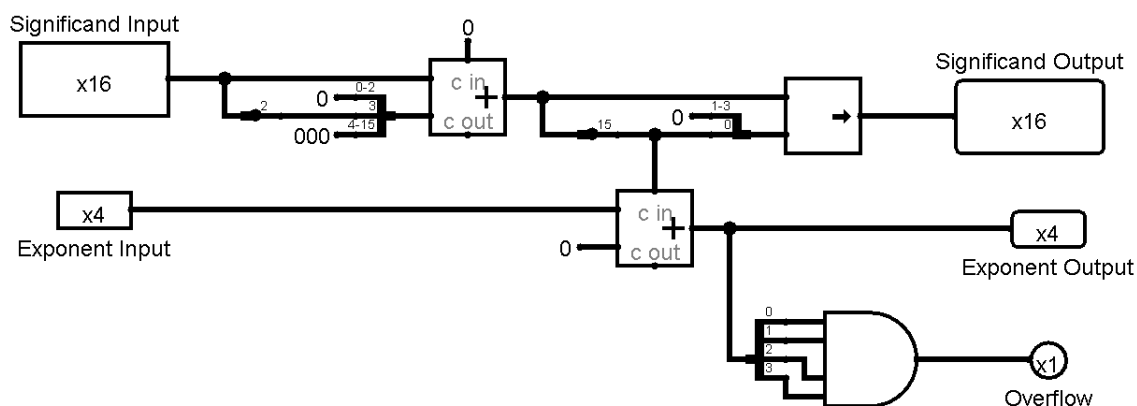 Significand Input
x16
0
2
0
0-2
3
4-15
000
c in
+
c out
15
0
1-3
0
Significand Output
x16
x4
Exponent Input
0
c in
+
c out
x4
Exponent Output
0
1
2
3
x1
Overflow